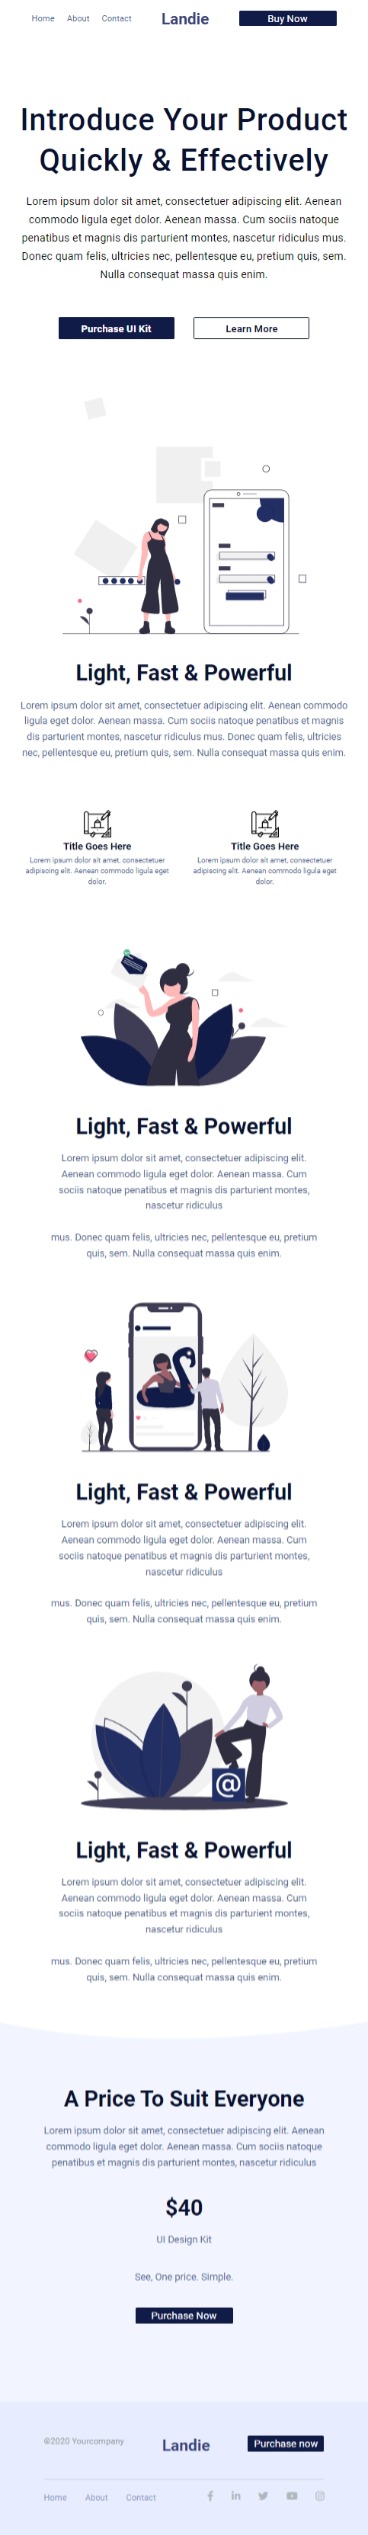 Home About Contact Landie Buy Now
Introduce Your Product
Quickly & Effectively
Lorem ipsum dolor sit amet, consectetuer adipiscing elit. Aenean
commodo ligula eget dolor. Aenean massa. Cum sociis natoque
penatibus et magnis dis parturient montes, nascetur ridiculus mus.
Donec quam felis, ultricies nec, pellentesque eu, pretium quis, sem.
Nulla consequat massa quis enim.
Purchase UI Kit Learn More
Light, Fast & Powerful
Lorem ipsum dolor sit amet, consectetuer adipiscing elit. Aenean commodo
ligula eget dolor. Aenean massa. Cum sociis natoque penatibus et magnis
dis parturient montes, nascetur ridiculus mus. Donec quam felis, ultricies
nec, pellentesque eu, pretium quis, sem. Nulla consequat massa quis enim.
Title Goes Here
Lorem ipsum dolor sit amet, consectetuer
adipiscing elit. Aenean commodo ligula eget
dolor.
Title Goes Here
Lorem ipsum dolor sit amet, consectetuer
adipiscing elit. Aenean commodo ligula eget
dolor.
Light, Fast & Powerful
Lorem ipsum dolor sit amet, consectetuer adipiscing elit.
Aenean commodo ligula eget dolor. Aenean massa. Cum
sociis natoque penatibus et magnis dis parturient montes,
nascetur ridiculus
mus. Donec quam felis, ultricies nec, pellentesque eu, pretium
quis, sem. Nulla consequat massa quis enim.
Light, Fast & Powerful
Lorem ipsum dolor sit amet, consectetuer adipiscing elit.
Aenean commodo ligula eget dolor. Aenean massa. Cum
sociis natoque penatibus et magnis dis parturient montes,
nascetur ridiculus
mus. Donec quam felis, ultricies nec, pellentesque eu, pretium
quis, sem. Nulla consequat massa quis enim.
@
Light, Fast & Powerful
Lorem ipsum dolor sit amet, consectetuer adipiscing elit.
Aenean commodo ligula eget dolor. Aenean massa. Cum
sociis natoque penatibus et magnis dis parturient montes,
nascetur ridiculus
mus. Donec quam felis, ultricies nec, pellentesque eu, pretium
quis, sem. Nulla consequat massa quis enim.
A Price To Suit Everyone
Lorem ipsum dolor sit amet, consectetuer adipiscing elit. Aenean
commodo ligula eget dolor. Aenean massa. Cum sociis natoque
penatibus et magnis dis parturient montes, nascetur ridiculus
$40
UI Design Kit
See, One price. Simple.
Purchase Now
©2020 Yourcompany Landie Purchase now
Home About Contact